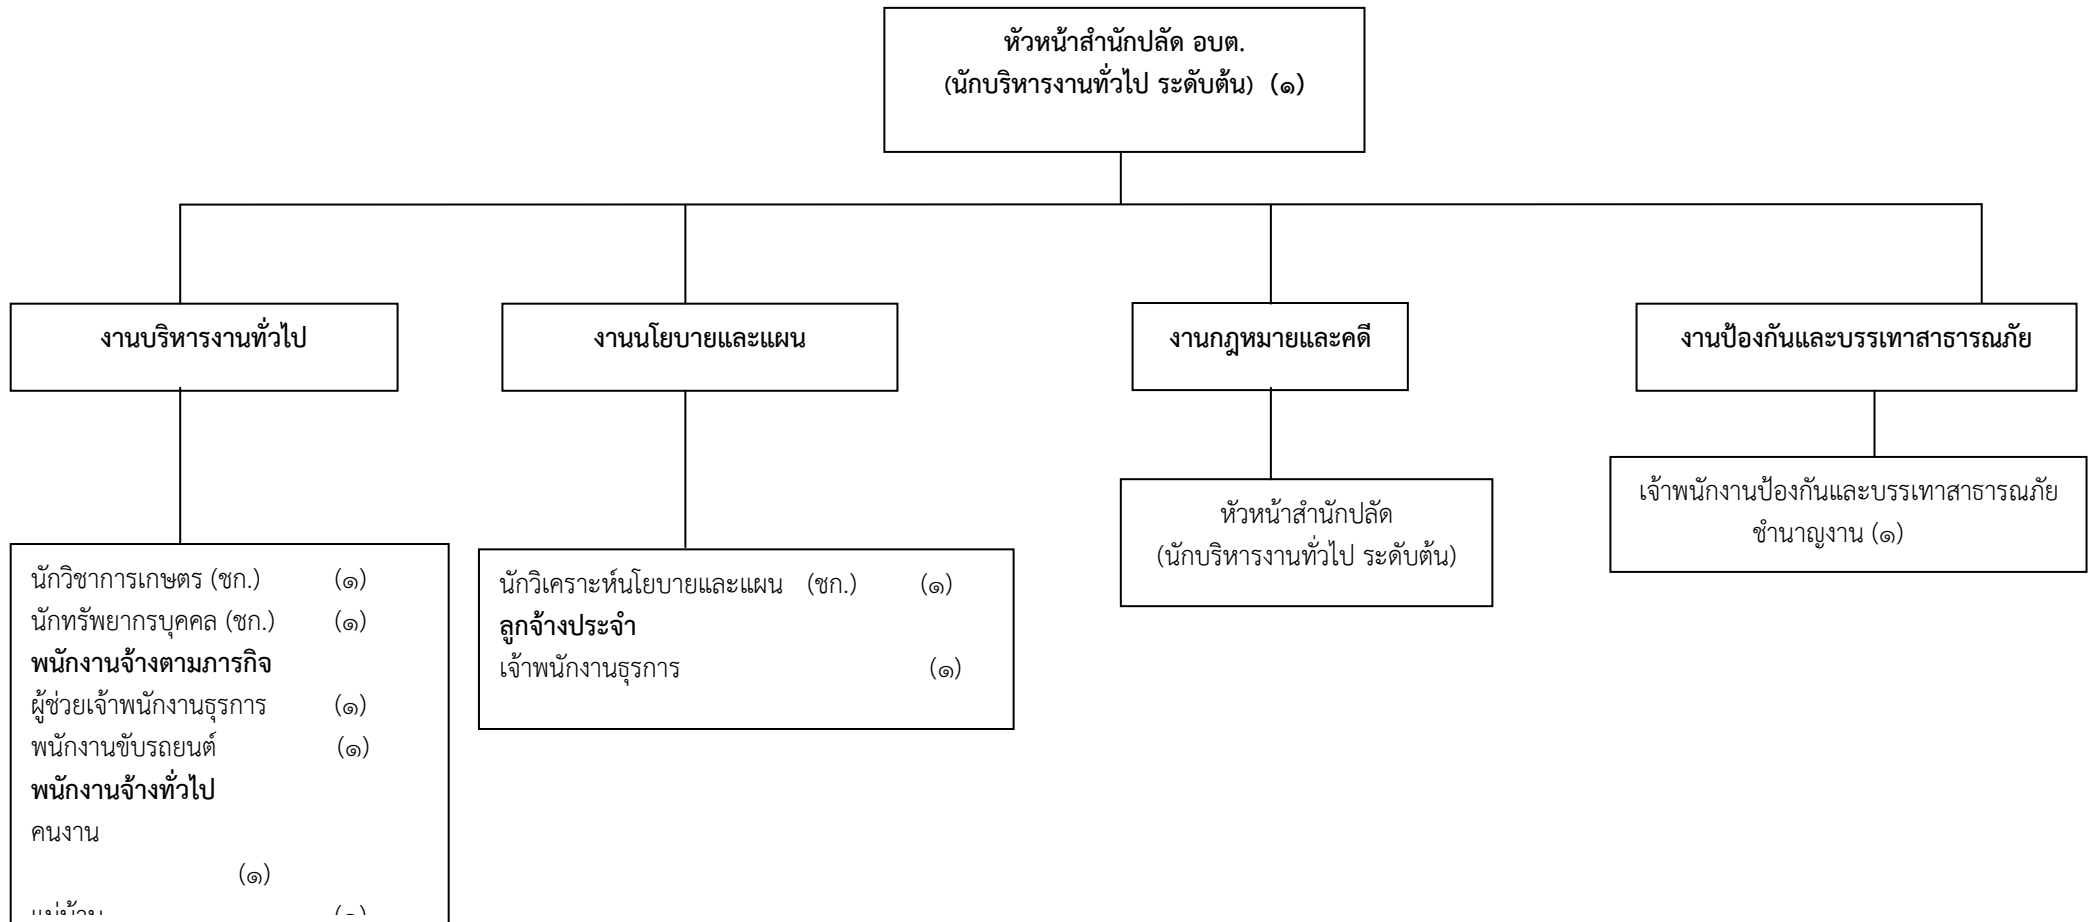 หัวหน้าสำนักปลัด อบต.
(นักบริหารงานทั่วไป ระดับต้น) (๑)
งานบริหารงานทั่วไป
งานนโยบายและแผน
งานกฎหมายและคดี
งานป้องกันและบรรเทาสาธารณภัย
นักวิชาการเกษตร (ชก.) (๑)
นักทรัพยากรบุคคล (ชก.) (๑)
พนักงานจ้างตามภารกิจ
ผู้ช่วยเจ้าพนักงานธุรการ (๑)
พนักงานขับรถยนต์ (๑)
พนักงานจ้างทั่วไป
คนงาน
(๑)
นักวิเคราะห์นโยบายและแผน (ชก.) (๑)
ลูกจ้างประจำ
เจ้าพนักงานธุรการ (๑)
หัวหน้าสำนักปลัด
(นักบริหารงานทั่วไป ระดับต้น)
เจ้าพนักงานป้องกันและบรรเทาสาธารณภัย
ชำนาญงาน (๑)